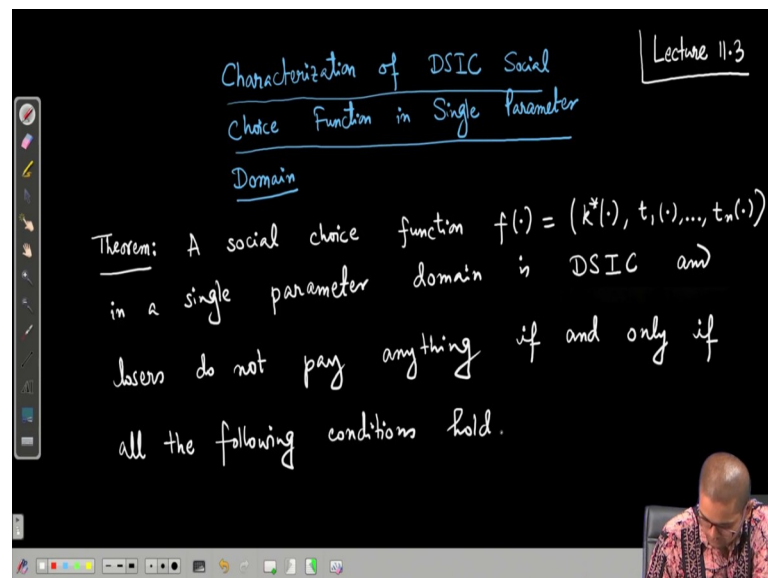 Lecture 11.3
Characterization of DSIC Social
Choice Function in Single Parameter
Domain
Theorem: A social choice function f(·) = (k*(·), t₁(·),..., tₙ(·))
in a single parameter domain is DSIC and
losers do not pay anything if and only if
all the following conditions hold.